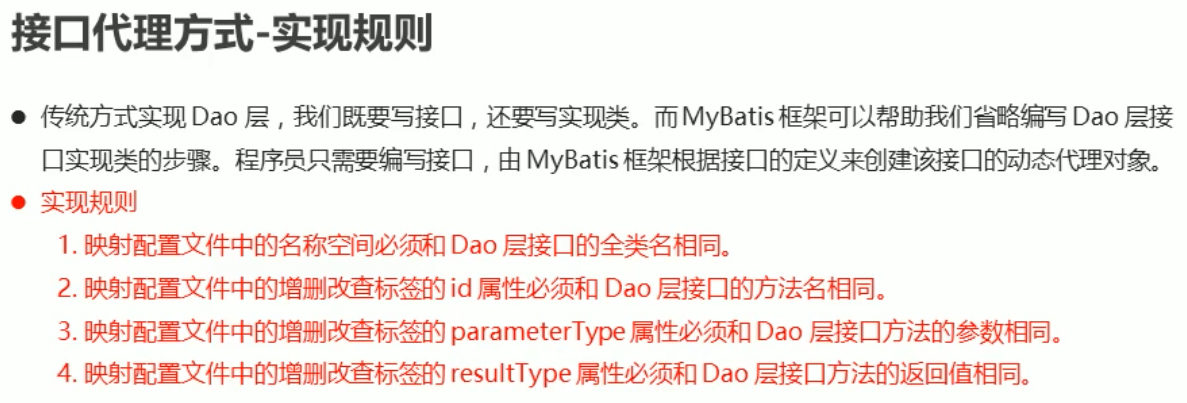 接口代理方式-实现规则
● 传统方式实现 Dao 层，我们既要写接口，还要写实现类。而 MyBatis 框架可以帮助我们省略编写 Dao 层接
口实现类的步骤。程序员只需要编写接口，由 MyBatis 框架根据接口的定义来创建该接口的动态代理对象。
● 实现规则
1. 映射配置文件中的名称空间必须和 Dao 层接口的全类名相同。
2. 映射配置文件中的增删改查标签的 id 属性必须和 Dao 层接口的方法名相同。
3. 映射配置文件中的增删改查标签的 parameterType 属性必须和 Dao 层接口方法的参数相同。
4. 映射配置文件中的增删改查标签的 resultType 属性必须和 Dao 层接口方法的返回值相同。